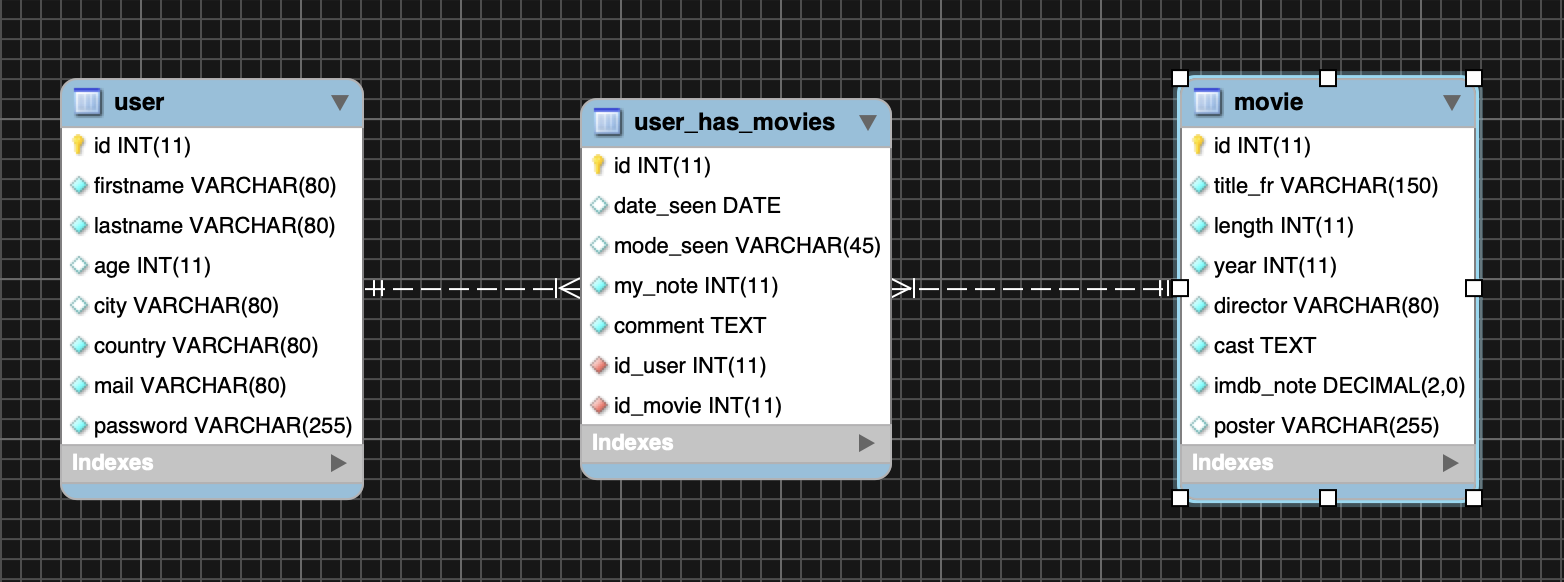 user
id INT(11)
firstname VARCHAR(80)
lastname VARCHAR(80)
age INT(11)
city VARCHAR(80)
country VARCHAR(80)
mail VARCHAR(80)
password VARCHAR(255)
Indexes
user_has_movies
id INT(11)
date_seen DATE
mode_seen VARCHAR(45)
my_note INT(11)
comment TEXT
id_user INT(11)
id_movie INT(11)
Indexes
movie
id INT(11)
title_fr VARCHAR(150)
length INT(11)
year INT(11)
director VARCHAR(80)
cast TEXT
imdb_note DECIMAL(2,0)
poster VARCHAR(255)
Indexes